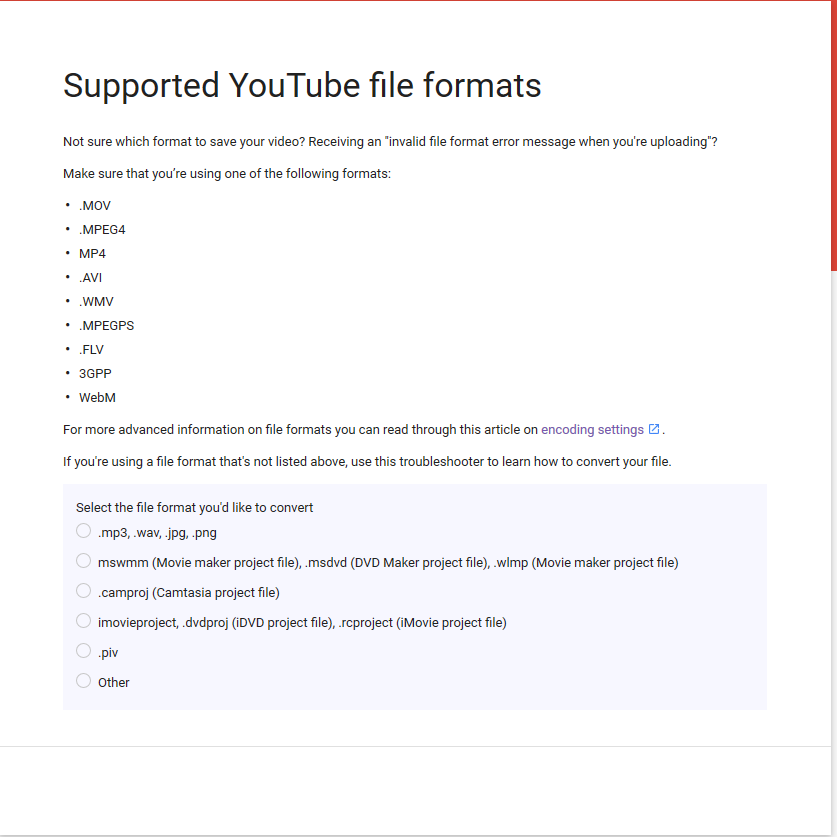 Supported YouTube file formats
Not sure which format to save your video? Receiving an "invalid file format error message when you're uploading"?
Make sure that you’re using one of the following formats:
• .MOV
• .MPEG4
• MP4
• .AVI
• .WMV
• .MPEGPS
• .FLV
• 3GPP
• WebM
For more advanced information on file formats you can read through this article on encoding settings.
If you're using a file format that's not listed above, use this troubleshooter to learn how to convert your file.
Select the file format you'd like to convert
.mp3, .wav, .jpg, .png
mswmm (Movie maker project file), .msdvd (DVD Maker project file), .wlmp (Movie maker project file)
.camproj (Camtasia project file)
imovieproject, .dvdproj (iDVD project file), .rcproject (iMovie project file)
.piv
Other